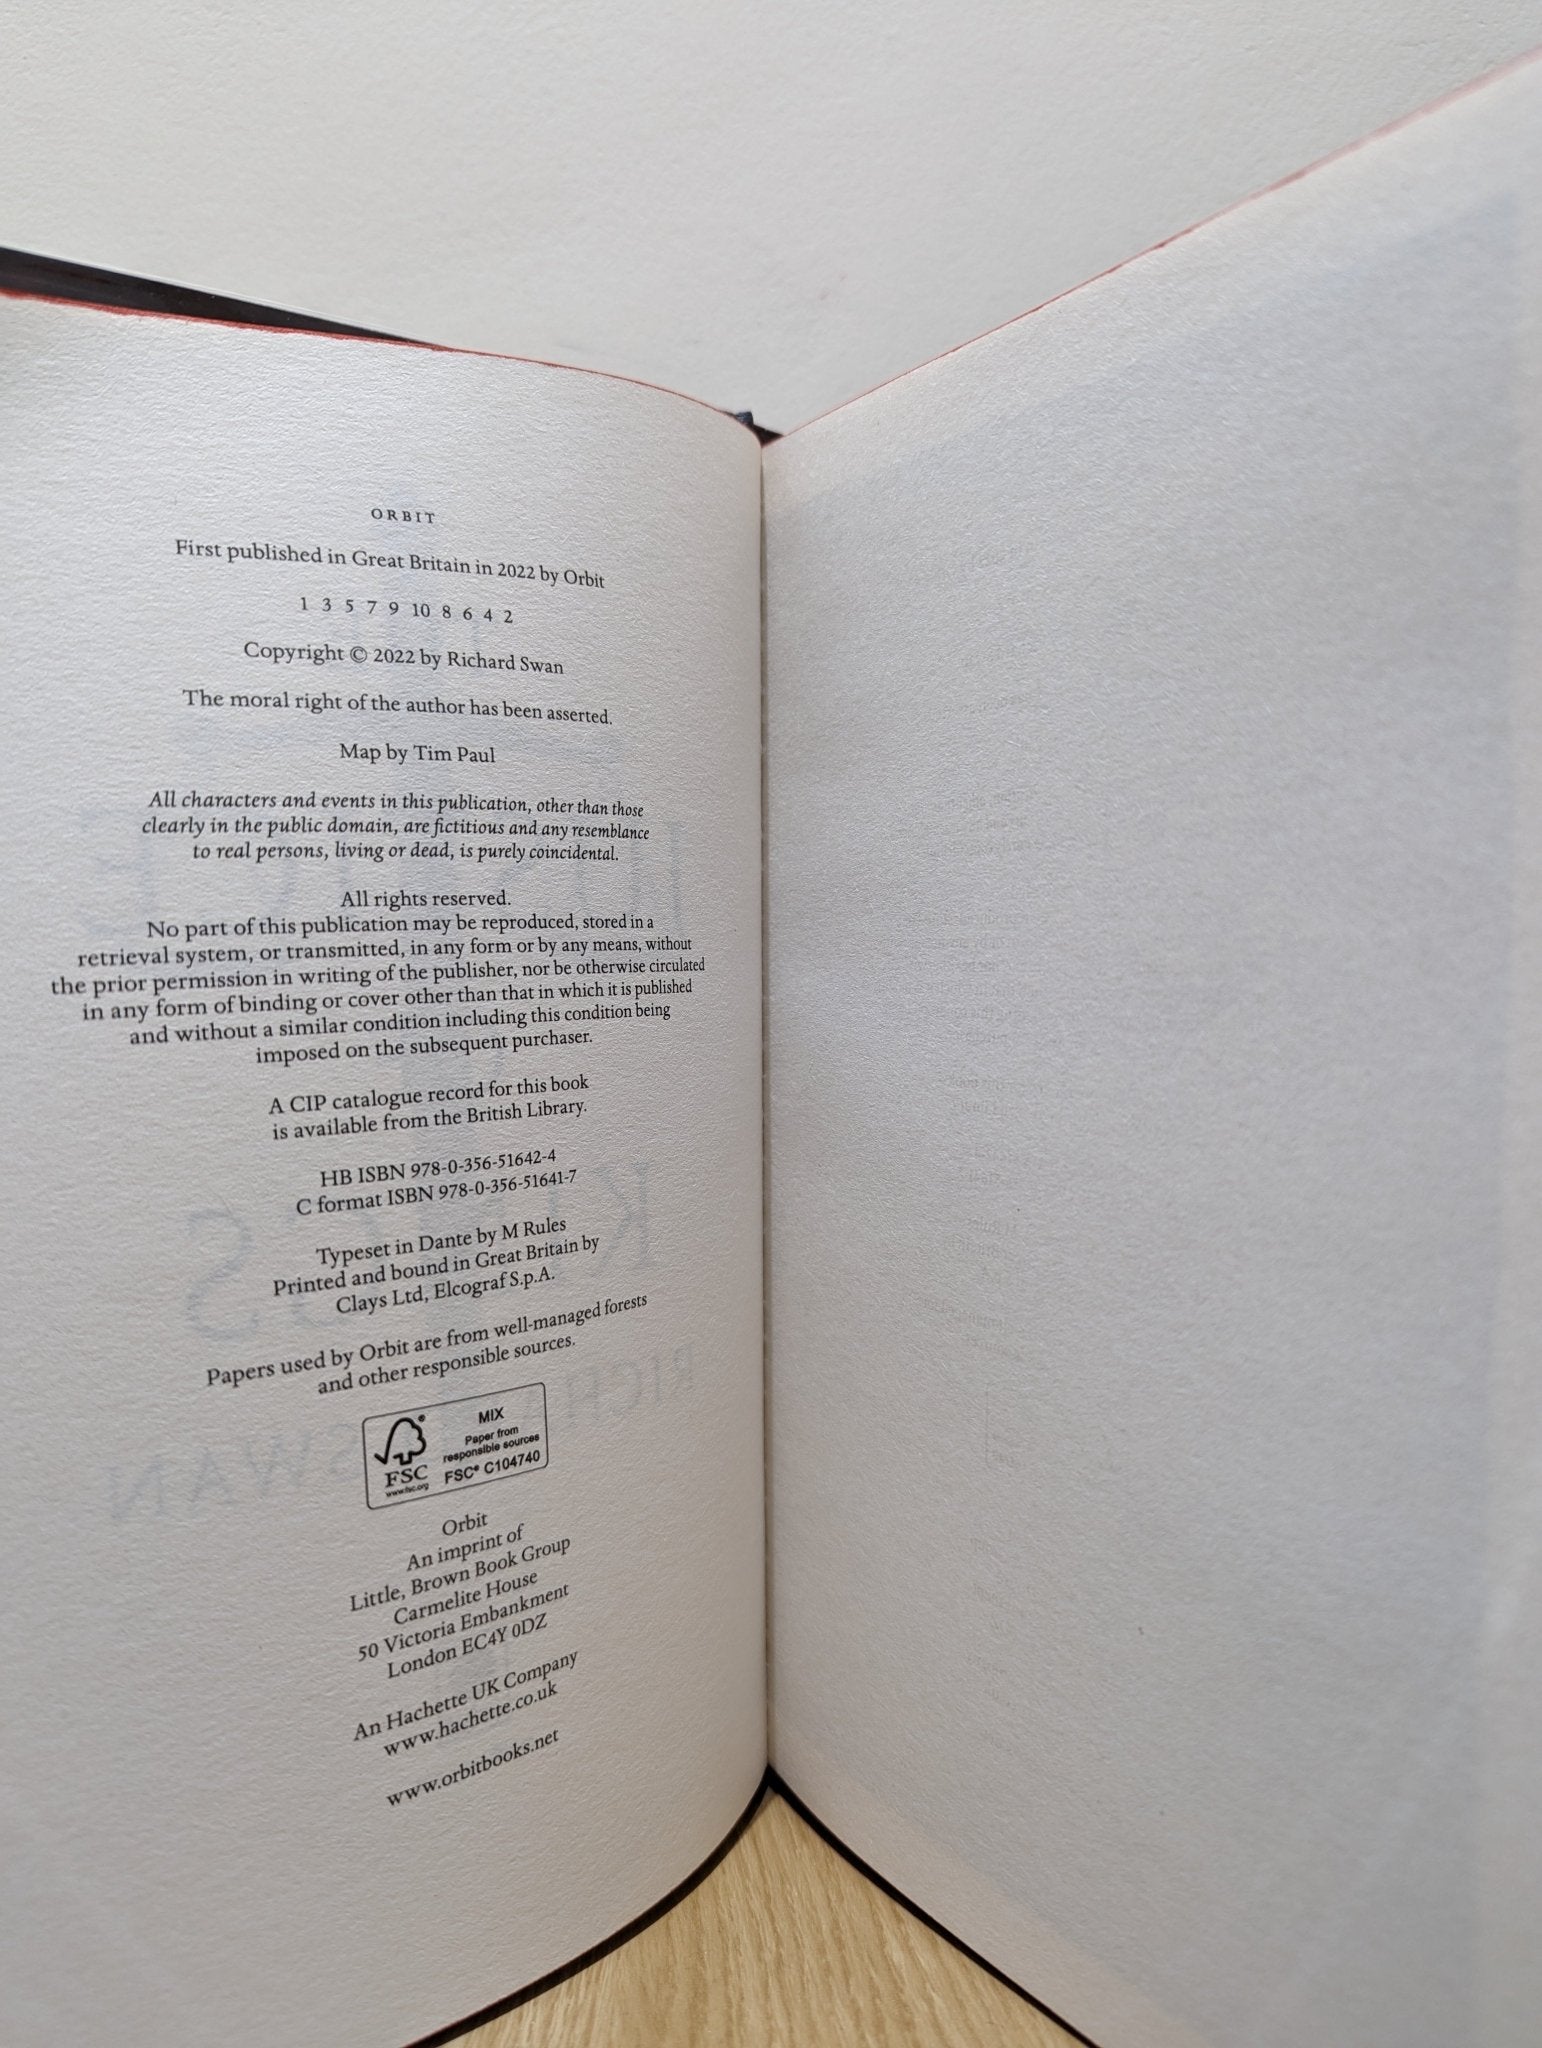 ORBIT
First published in Great Britain in 2022 by Orbit
1 3 5 7 9 10 8 6 4 2
Copyright © 2022 by Richard Swan
The moral right of the author has been asserted.
Map by Tim Paul
All characters and events in this publication, other than those
clearly in the public domain, are fictitious and any resemblance
to real persons, living or dead, is purely coincidental.
All rights reserved.
No part of this publication may be reproduced, stored in a
retrieval system, or transmitted, in any form or by any means, without
the prior permission in writing of the publisher, nor be otherwise circulated
in any form of binding or cover other than that in which it is published
and without a similar condition including this condition being
imposed on the subsequent purchaser.
A CIP catalogue record for this book
is available from the British Library.
HB ISBN 978-0-356-51642-4
C format ISBN 978-0-356-51641-7
Typeset in Dante by M Rules
Printed and bound in Great Britain by
Clays Ltd, Elcograf S.p.A.
Papers used by Orbit are from well-managed forests
and other responsible sources.
MIX
Paper from
responsible sources
FSC® C104740
FSC
www.fsc.org
Orbit
An imprint of
Little, Brown Book Group
Carmelite House
50 Victoria Embankment
London EC4Y 0DZ
An Hachette UK Company
www.hachette.co.uk
www.orbitbooks.net